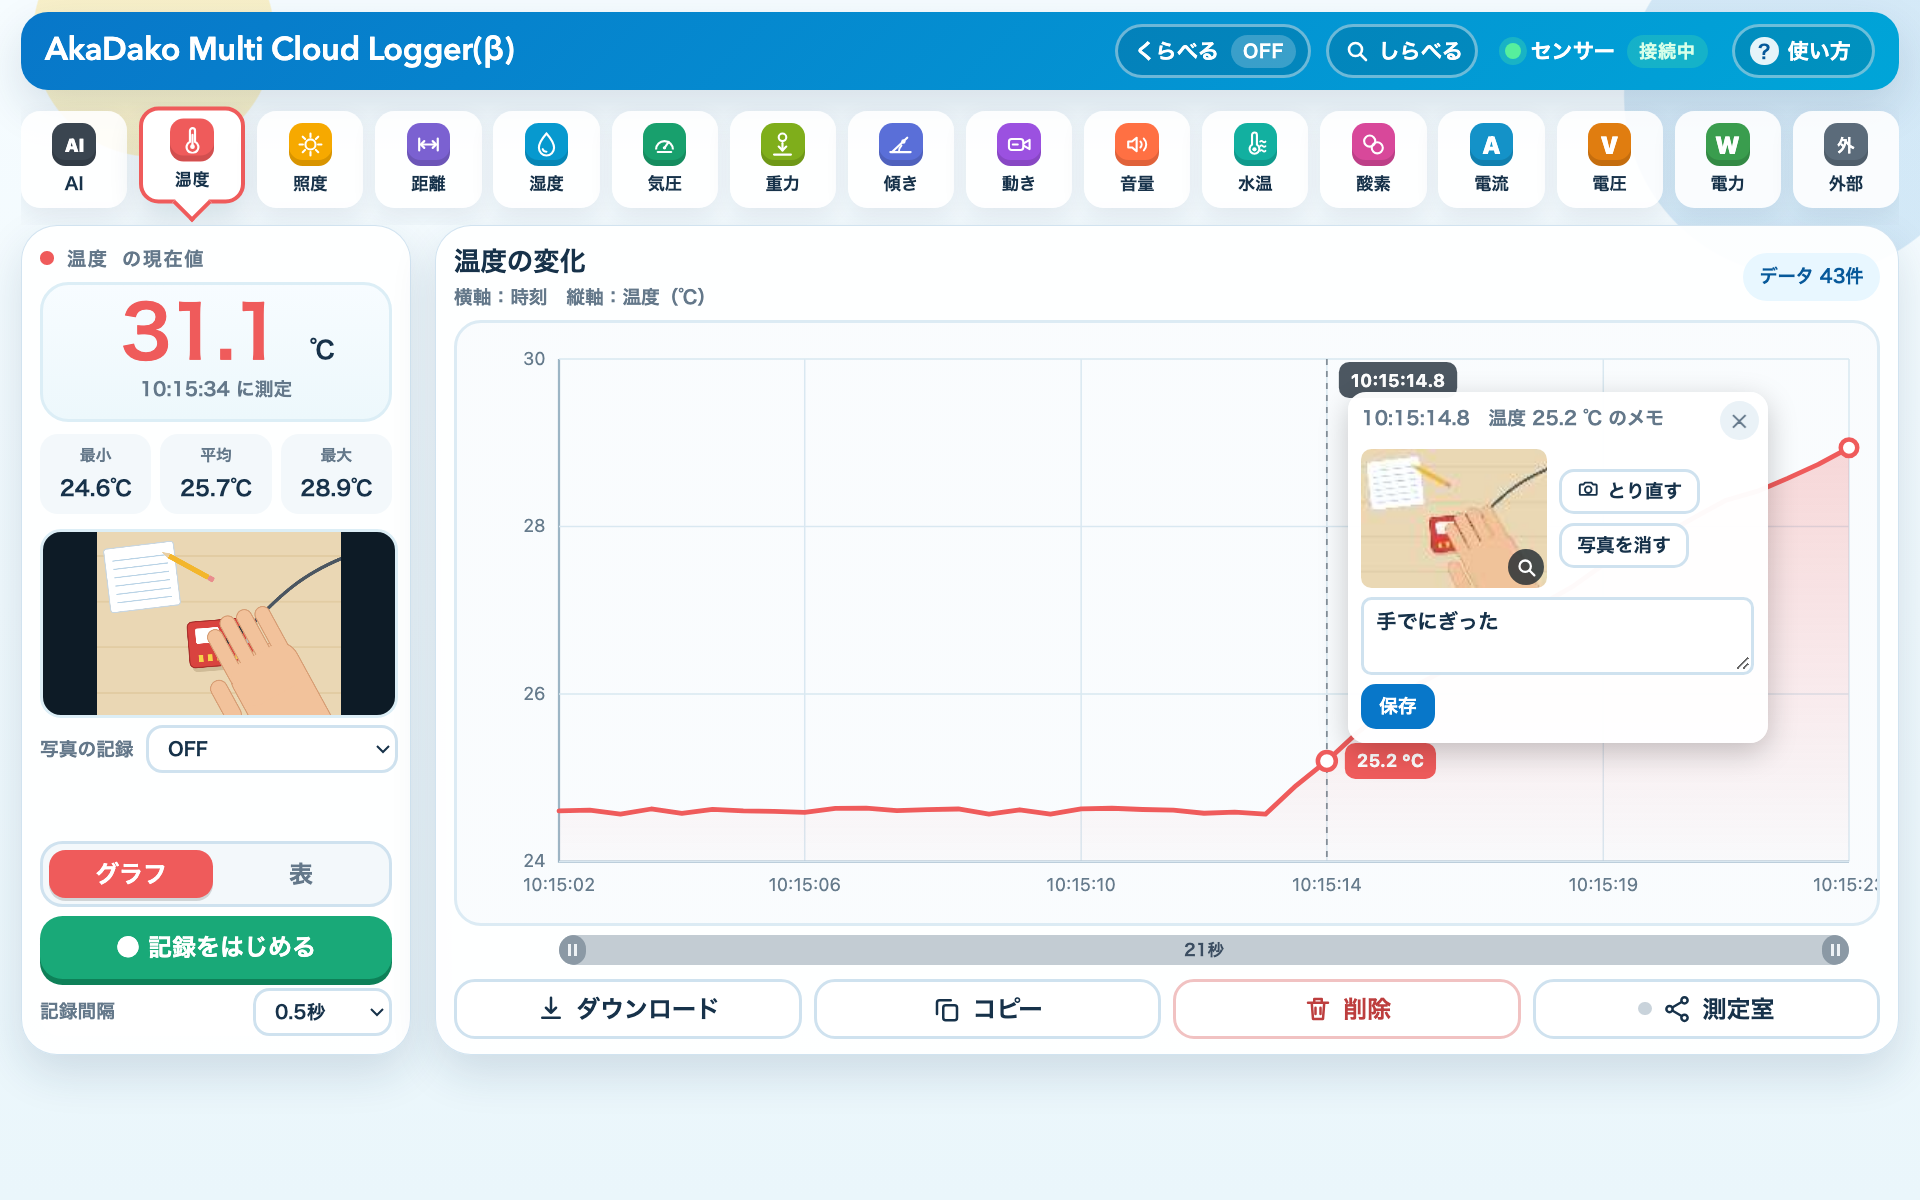 AkaDako Multi Cloud Logger(β)
くらべる OFF
しらべる
センサー 接続中
? 使い方
AI
AI
温度
照度
距離
湿度
気圧
重力
傾き
動き
音量
水温
酸素
A
電流
V
電圧
W
電力
外
外部
温度 の現在値
31.1 ℃
10:15:34 に測定
最小
24.6℃
平均
25.7℃
最大
28.9℃
写真の記録 OFF
グラフ 表
記録をはじめる
記録間隔 0.5秒
温度の変化
横軸：時刻 縦軸：温度（℃）
データ 43件
30
28
26
24
10:15:14.8
10:15:14.8 温度 25.2 ℃ のメモ
とり直す
写真を消す
手でにぎった
保存
25.2 °C
10:15:02 10:15:06 10:15:10 10:15:14 10:15:19 10:15:23
21秒
ダウンロード
コピー
削除
測定室